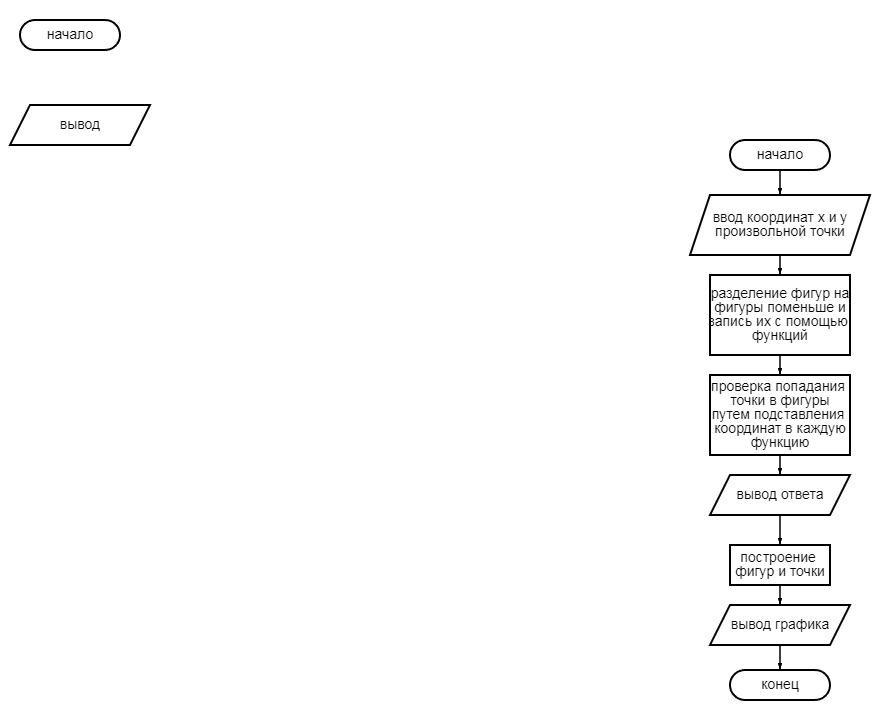 начало
вывод
начало
ввод координат x и y
произвольной точки
разделение фигур на
фигуры поменьше и
запись их с помощью
функций
проверка попадания
точки в фигуры
путем подставления
координат в каждую
функцию
вывод ответа
построение
фигур и точки
вывод графика
конец